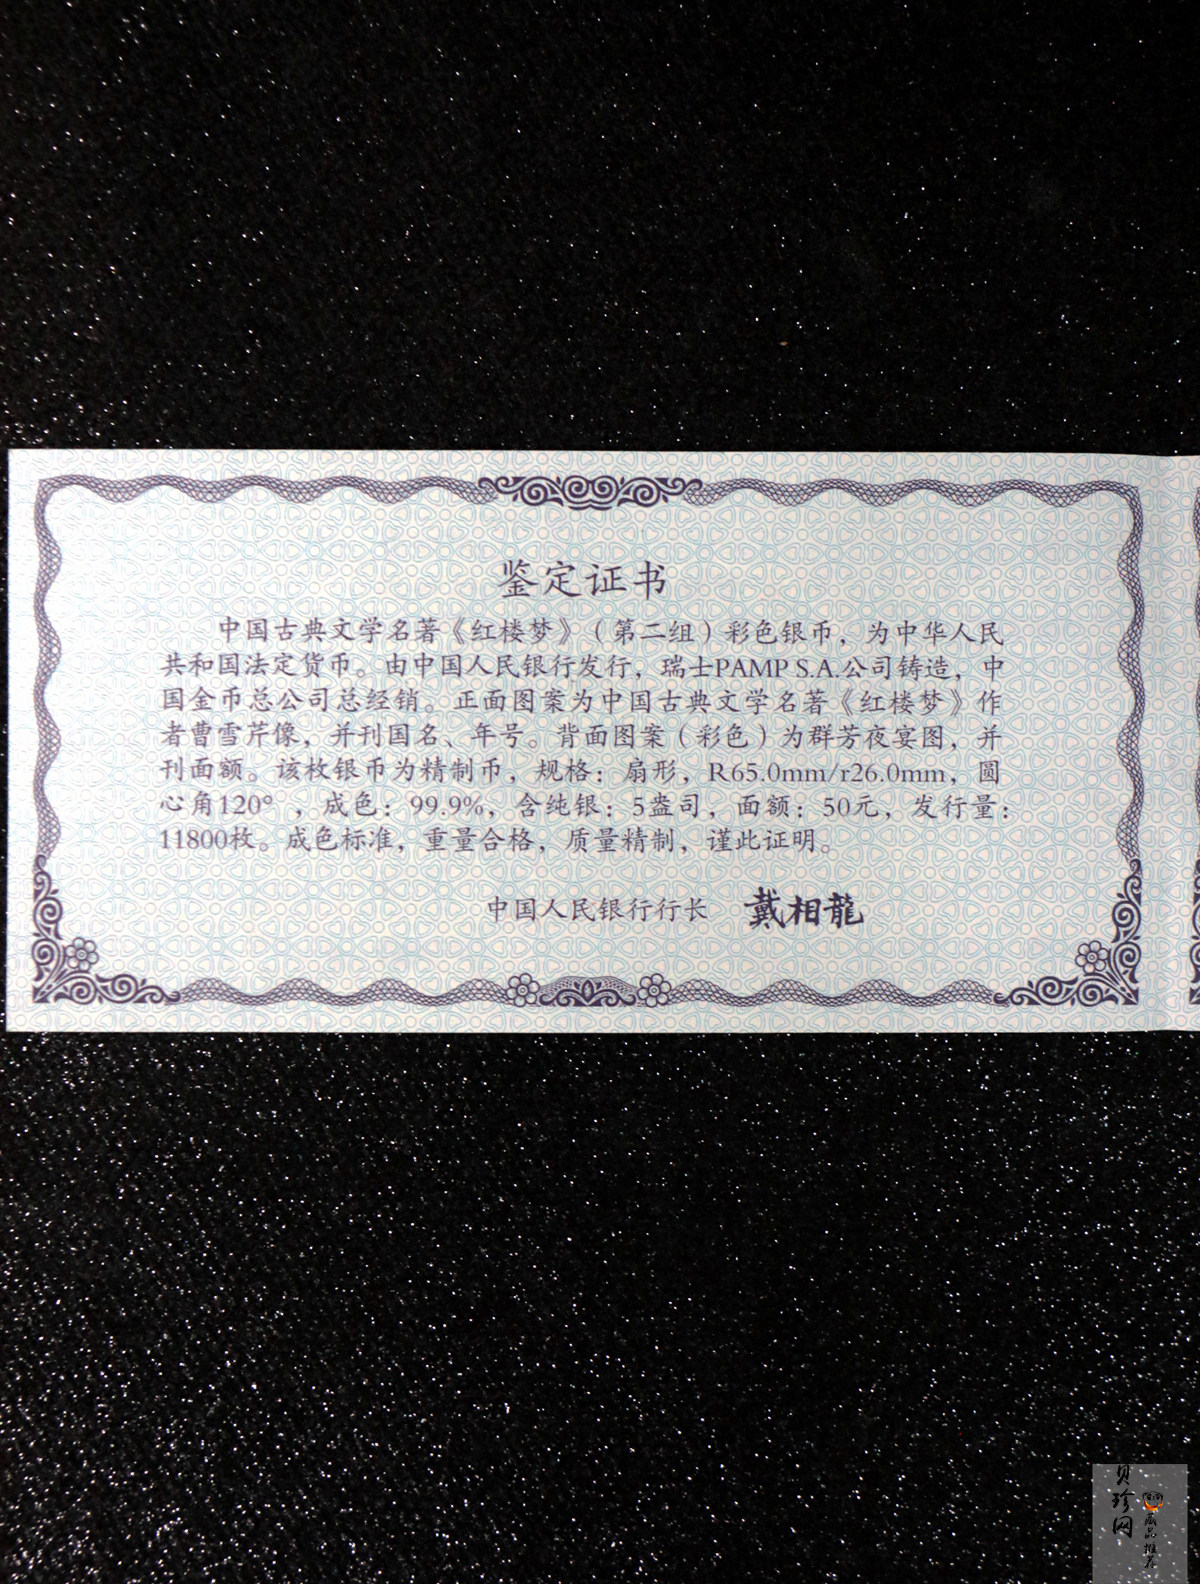 鉴定证书
中国古典文学名著《红楼梦》（第二组）彩色银币，为中华人民
共和国法定货币。由中国人民银行发行，瑞士PAMP S.A.公司铸造，中
国金币总公司总经销。正面图案为中国古典文学名著《红楼梦》作
者曹雪芹像，并刊国名、年号。背面图案（彩色）为群芳夜宴图，并
刊面额。该枚银币为精制币，规格：扇形，R65.0mm/r26.0mm，圆
心角120°，成色：99.9%，含纯银：5盎司，面额：50元，发行量：
11800枚。成色标准，重量合格，质量精制，谨此证明。
中国人民银行行长 戴相龍
贝珍网
藏品推荐